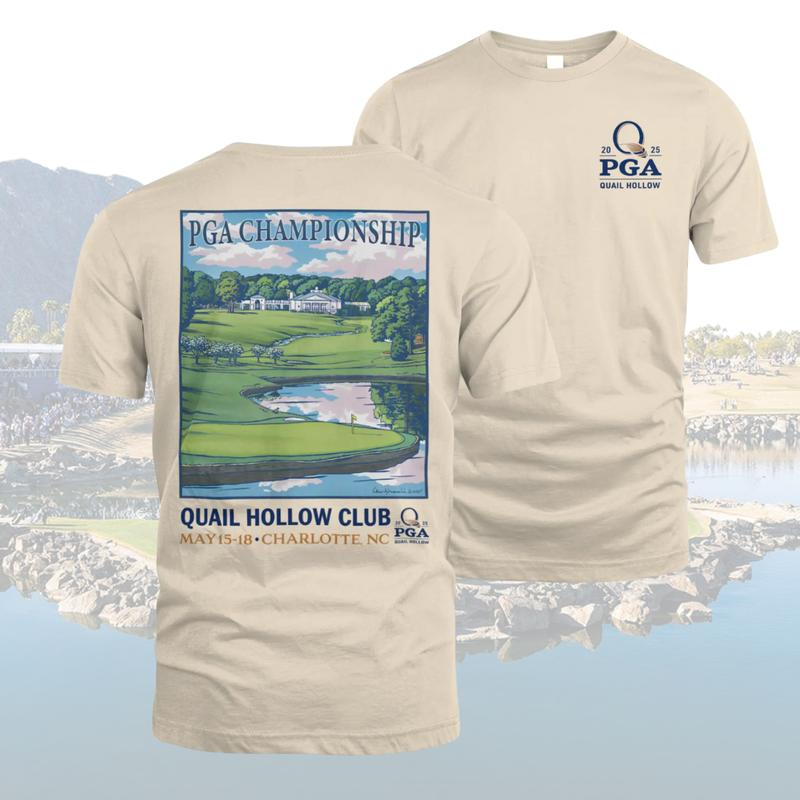 PGA CHAMPIONSHIP
QUAIL HOLLOW CLUB
MAY 15-18 • CHARLOTTE, NC
20 25
PGA
QUAIL HOLLOW
20 25
PGA
QUAIL HOLLOW